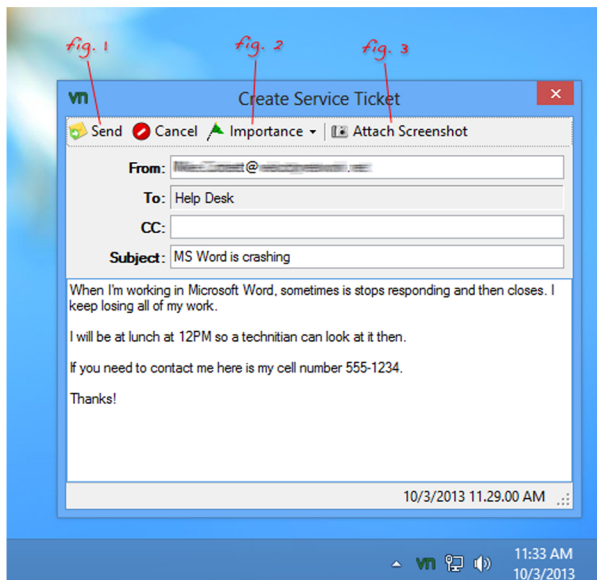 fig. 1 fig. 2 fig. 3
vn Create Service Ticket
Send Cancel Importance Attach Screenshot
From: @
To: Help Desk
CC:
Subject: MS Word is crashing
When I'm working in Microsoft Word, sometimes is stops responding and then closes. I
keep losing all of my work.
I will be at lunch at 12PM so a technitian can look at it then.
If you need to contact me here is my cell number 555-1234.
Thanks!
10/3/2013 11.29.00 AM
vn 11:33 AM
10/3/2013